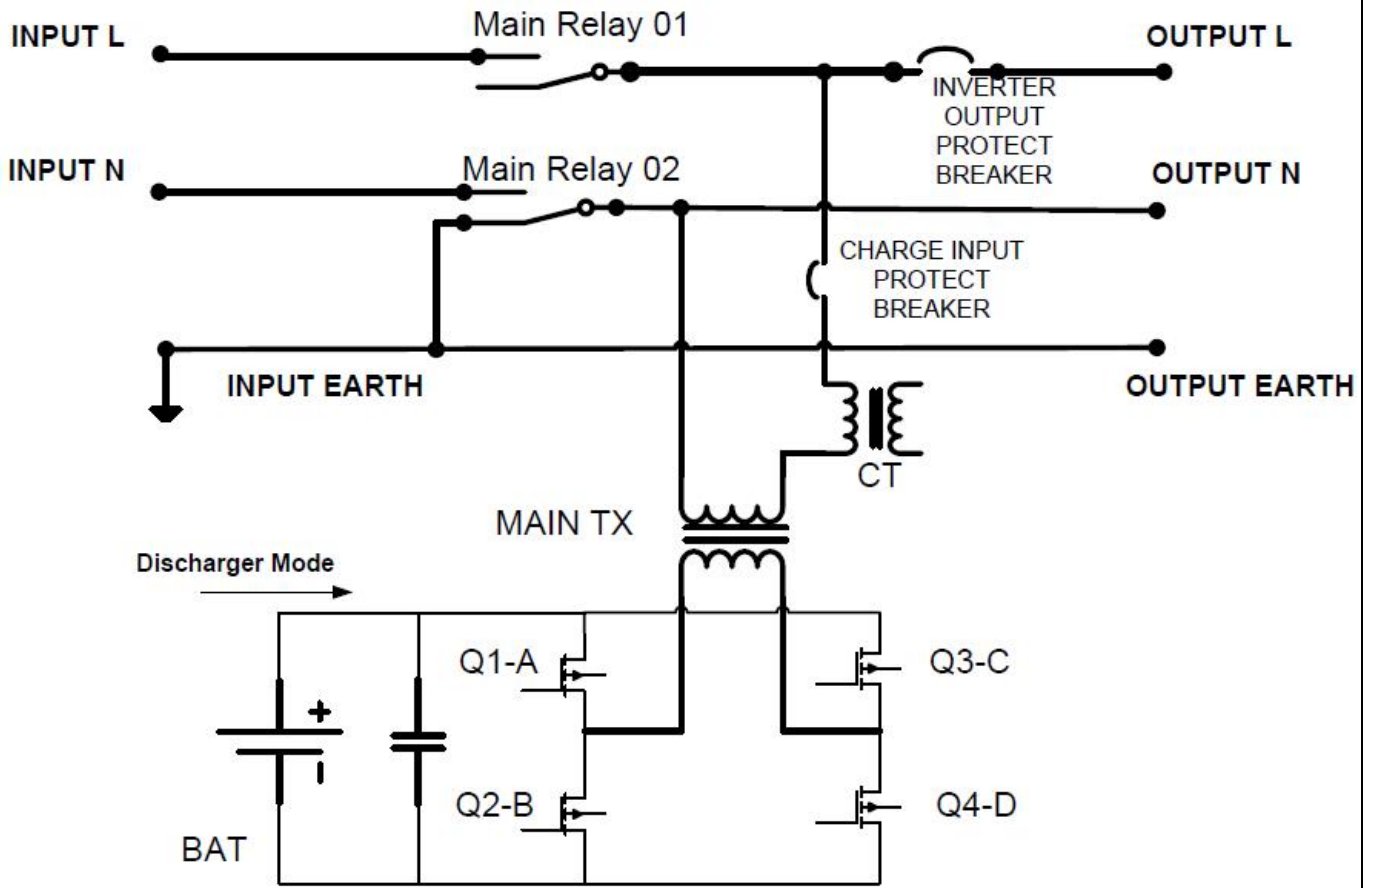 INPUT L
Main Relay 01
OUTPUT L
INVERTER
OUTPUT
PROTECT
BREAKER
INPUT N
Main Relay 02
OUTPUT N
CHARGE INPUT
PROTECT
BREAKER
INPUT EARTH
OUTPUT EARTH
CT
MAIN TX
Discharger Mode
Q1-A
Q3-C
+
-
Q2-B
Q4-D
BAT